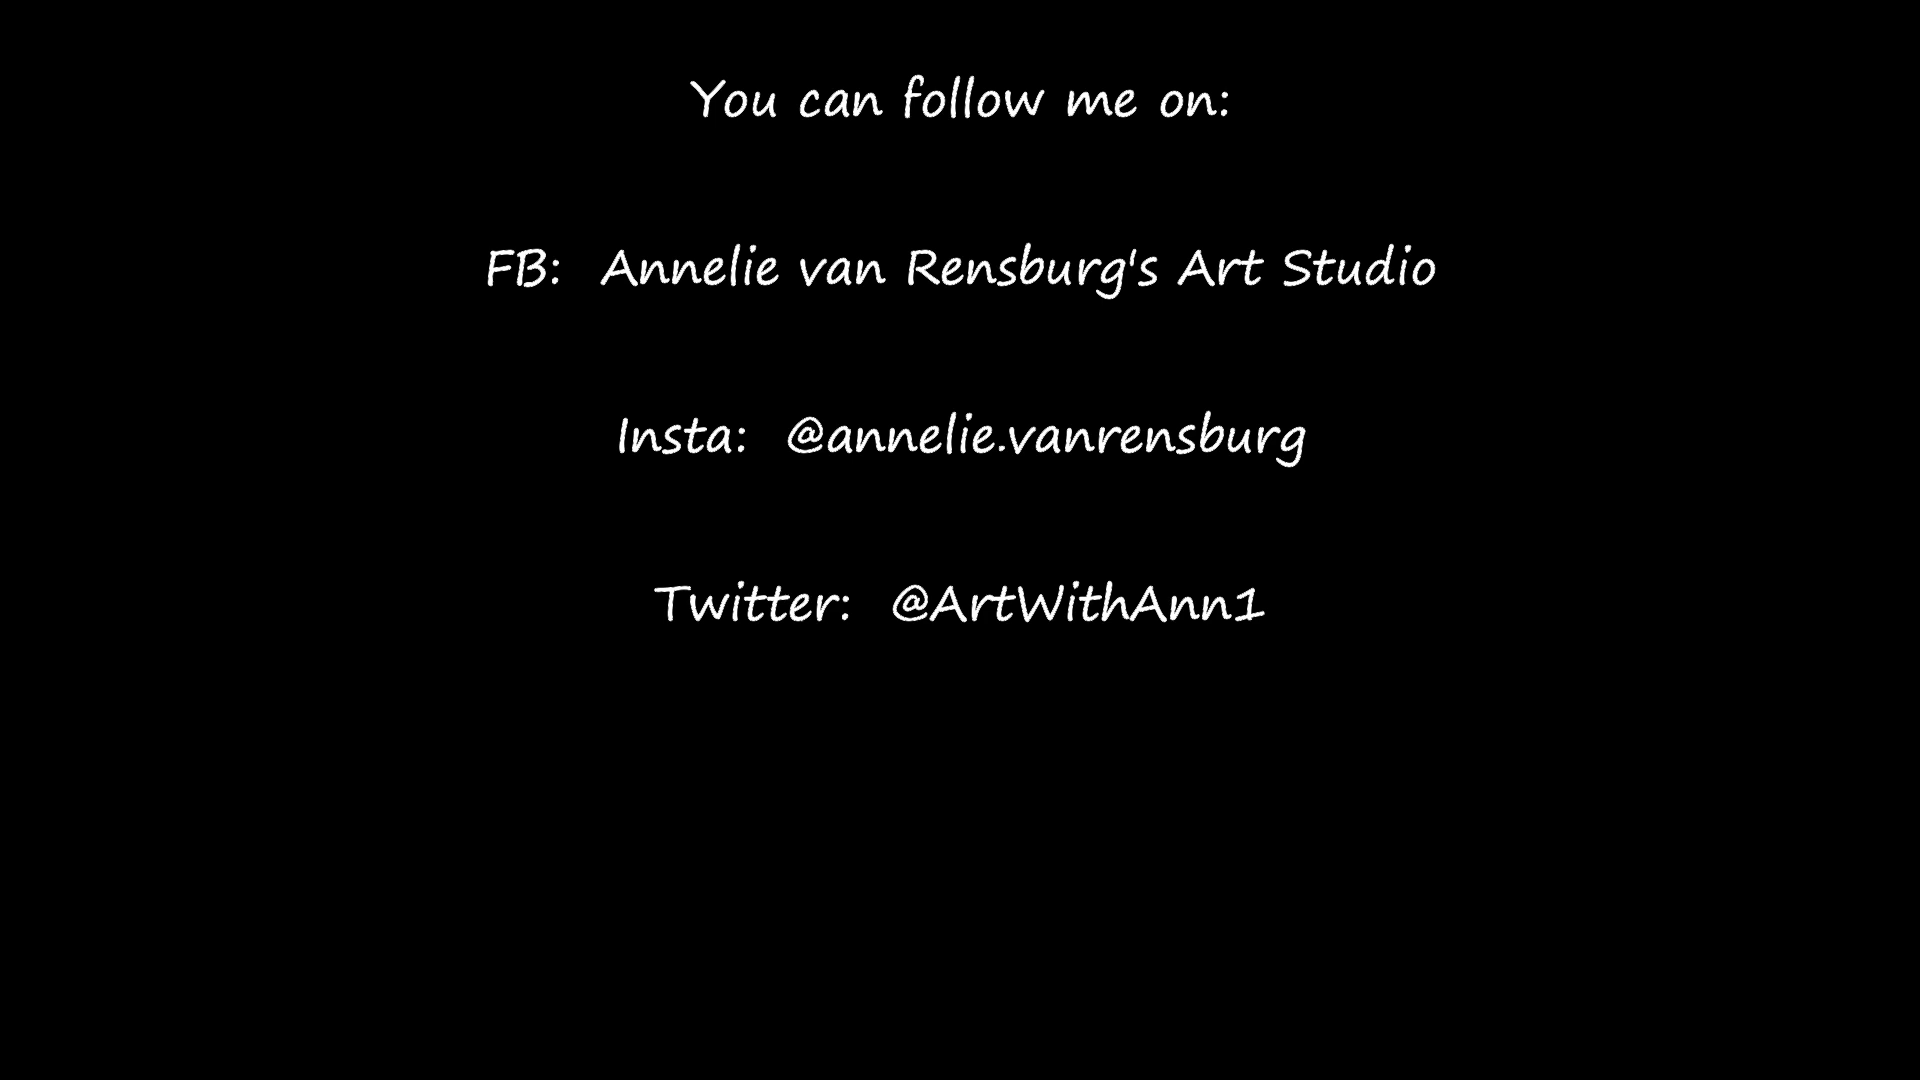 You can follow me on:
FB: Annelie van Rensburg's Art Studio
Insta: @annelie.vanrensburg
Twitter: @ArtWithAnn1